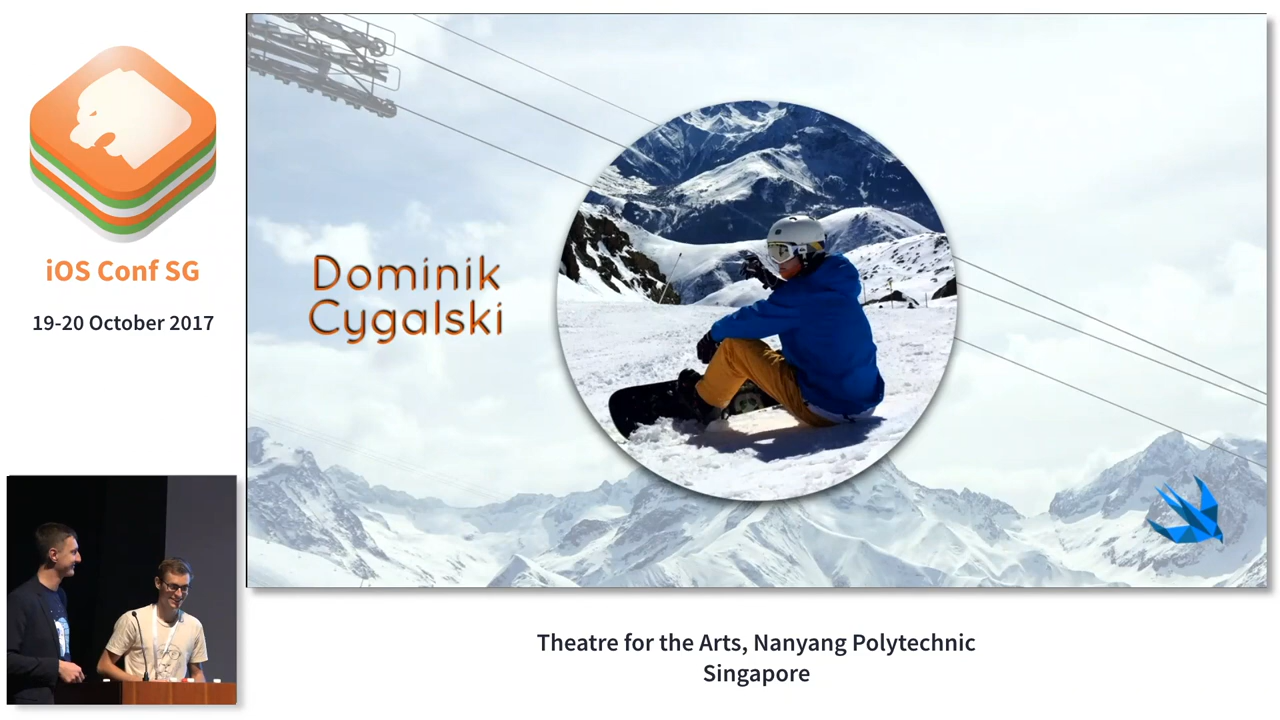 iOS Conf SG
19-20 October 2017
Dominik
Cygalski
Theatre for the Arts, Nanyang Polytechnic
Singapore